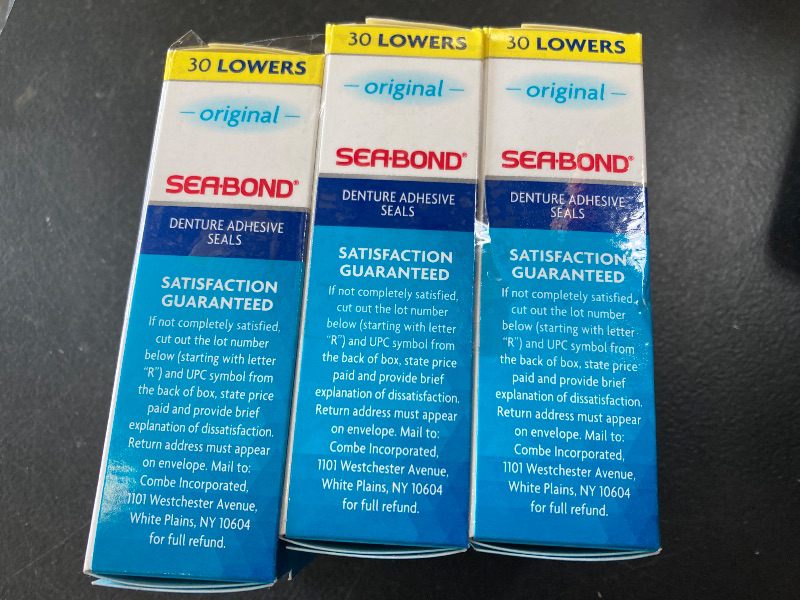 30 LOWERS
original
SEA·BOND®
DENTURE ADHESIVE
SEALS
SATISFACTION
GUARANTEED
If not completely satisfied,
cut out the lot number
below (starting with letter
“R”) and UPC symbol from
the back of box, state price
paid and provide brief
explanation of dissatisfaction.
Return address must appear
on envelope. Mail to:
Combe Incorporated,
1101 Westchester Avenue,
White Plains, NY 10604
for full refund.
30 LOWERS
original
SEA·BOND®
DENTURE ADHESIVE
SEALS
SATISFACTION
GUARANTEED
If not completely satisfied,
cut out the lot number
below (starting with letter
“R”) and UPC symbol from
the back of box, state price
paid and provide brief
explanation of dissatisfaction.
Return address must appear
on envelope. Mail to:
Combe Incorporated,
1101 Westchester Avenue,
White Plains, NY 10604
for full refund.
30 LOWERS
original
SEA·BOND®
DENTURE ADHESIVE
SEALS
SATISFACTION
GUARANTEED
If not completely satisfied,
cut out the lot number
below (starting with letter
“R”) and UPC symbol from
the back of box, state price
paid and provide brief
explanation of dissatisfaction.
Return address must appear
on envelope. Mail to:
Combe Incorporated,
1101 Westchester Avenue,
White Plains, NY 10604
for full refund.